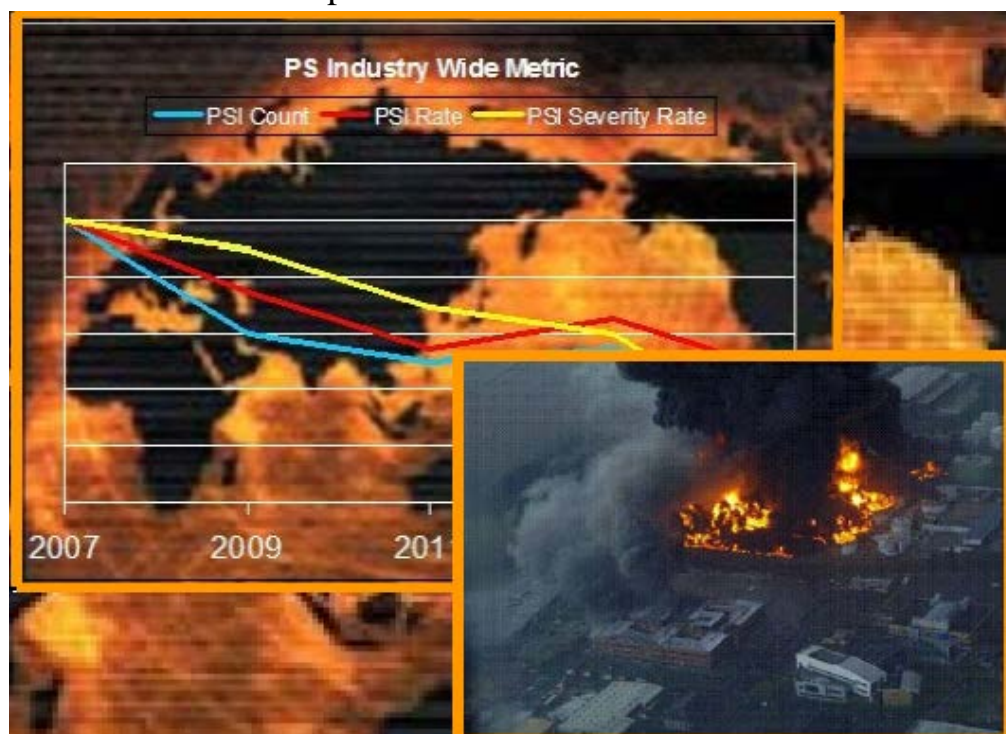 PS Industry Wide Metric
PSI Count PSI Rate PSI Severity Rate
2007 2009